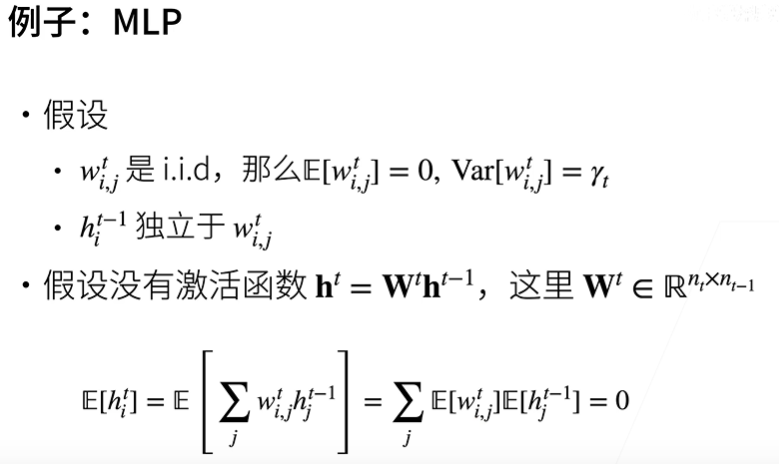 例子：MLP
• 假设
• $w_{i,j}^{t}$ 是 i.i.d，那么 $\mathbb{E}[w_{i,j}^{t}] = 0, \mathrm{Var}[w_{i,j}^{t}] = \gamma_t$
• $h_i^{t-1}$ 独立于 $w_{i,j}^{t}$
• 假设没有激活函数 $\mathbf{h}^t = \mathbf{W}^t\mathbf{h}^{t-1}$，这里 $\mathbf{W}^t \in \mathbb{R}^{n_t \times n_{t-1}}$
$\mathbb{E}[h_i^t] = \mathbb{E}\left[\sum_j w_{i,j}^t h_j^{t-1}\right] = \sum_j \mathbb{E}[w_{i,j}^t]\mathbb{E}[h_j^{t-1}] = 0$